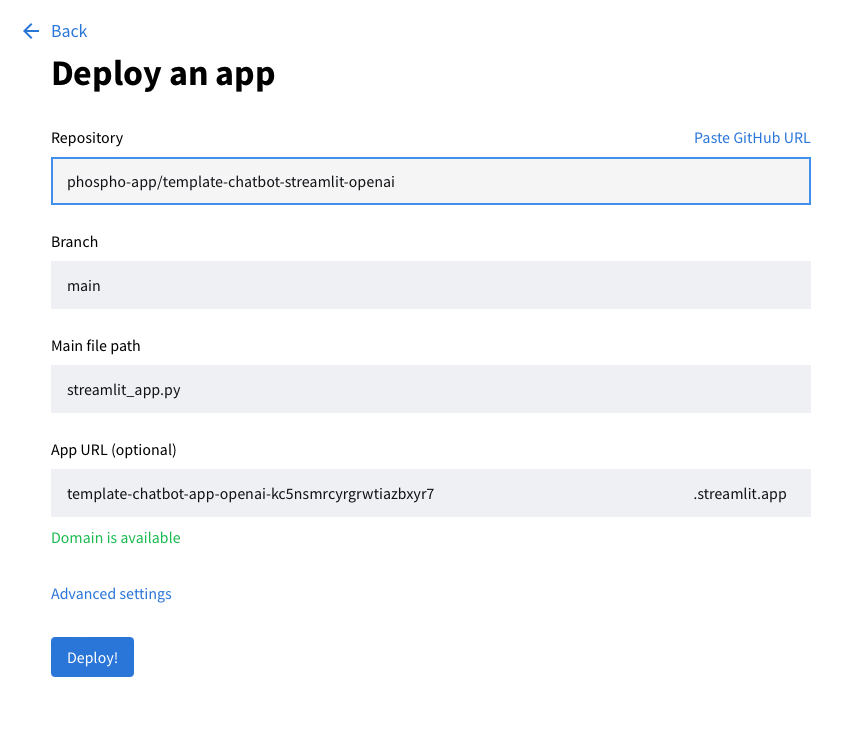 Back
Deploy an app
Repository
Paste GitHub URL
phospho-app/template-chatbot-streamlit-openai
Branch
main
Main file path
streamlit_app.py
App URL (optional)
template-chatbot-app-openai-kc5nsmrcyrgrwtiazbxyr7
.streamlit.app
Domain is available
Advanced settings
Deploy!